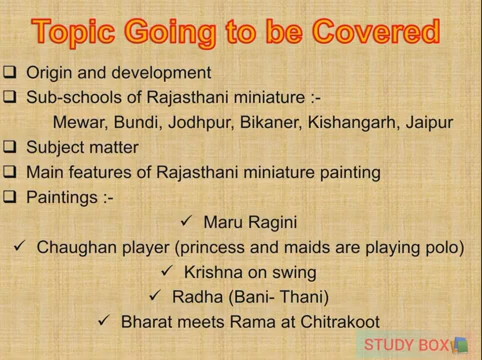 Topic Going to be Covered
❑ Origin and development
❑ Sub-schools of Rajasthani miniature :-
Mewar, Bundi, Jodhpur, Bikaner, Kishangarh, Jaipur
❑ Subject matter
❑ Main features of Rajasthani miniature painting
❑ Paintings :-
✓ Maru Ragini
✓ Chaughan player (princess and maids are playing polo)
✓ Krishna on swing
✓ Radha (Bani- Thani)
✓ Bharat meets Rama at Chitrakoot
STUDY BOX